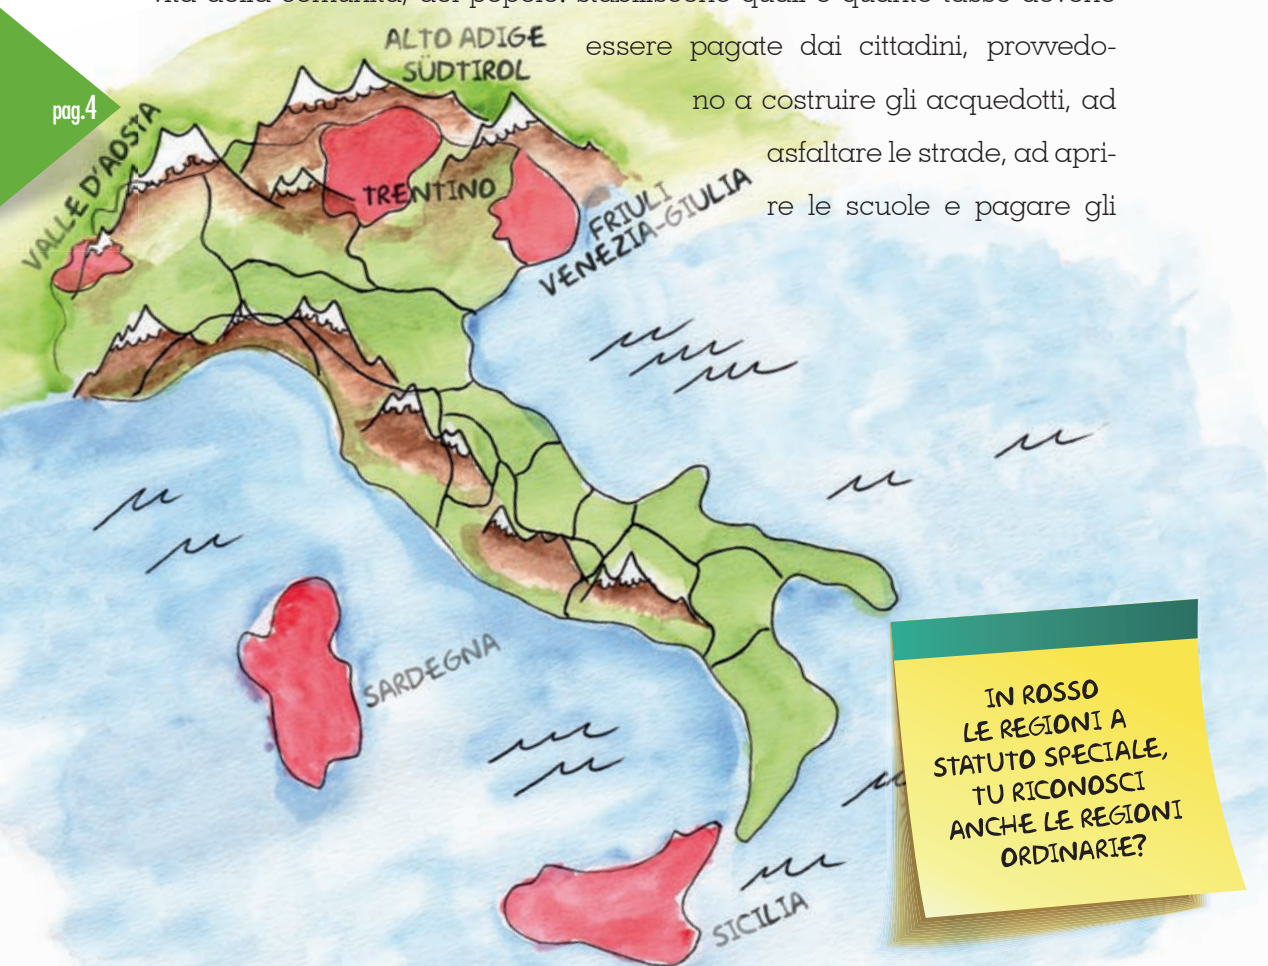 essere pagate dai cittadini, provvedo-
no a costruire gli acquedotti, ad
asfaltare le strade, ad apri-
re le scuole e pagare gli
pag.4
ALTO ADIGE
SÜDTIROL
VALLE D'AOSTA
TRENTINO
FRIULI
VENEZIA-GIULIA
SARDEGNA
SICILIA
IN ROSSO
LE REGIONI A
STATUTO SPECIALE,
TU RICONOSCI
ANCHE LE REGIONI
ORDINARIE?